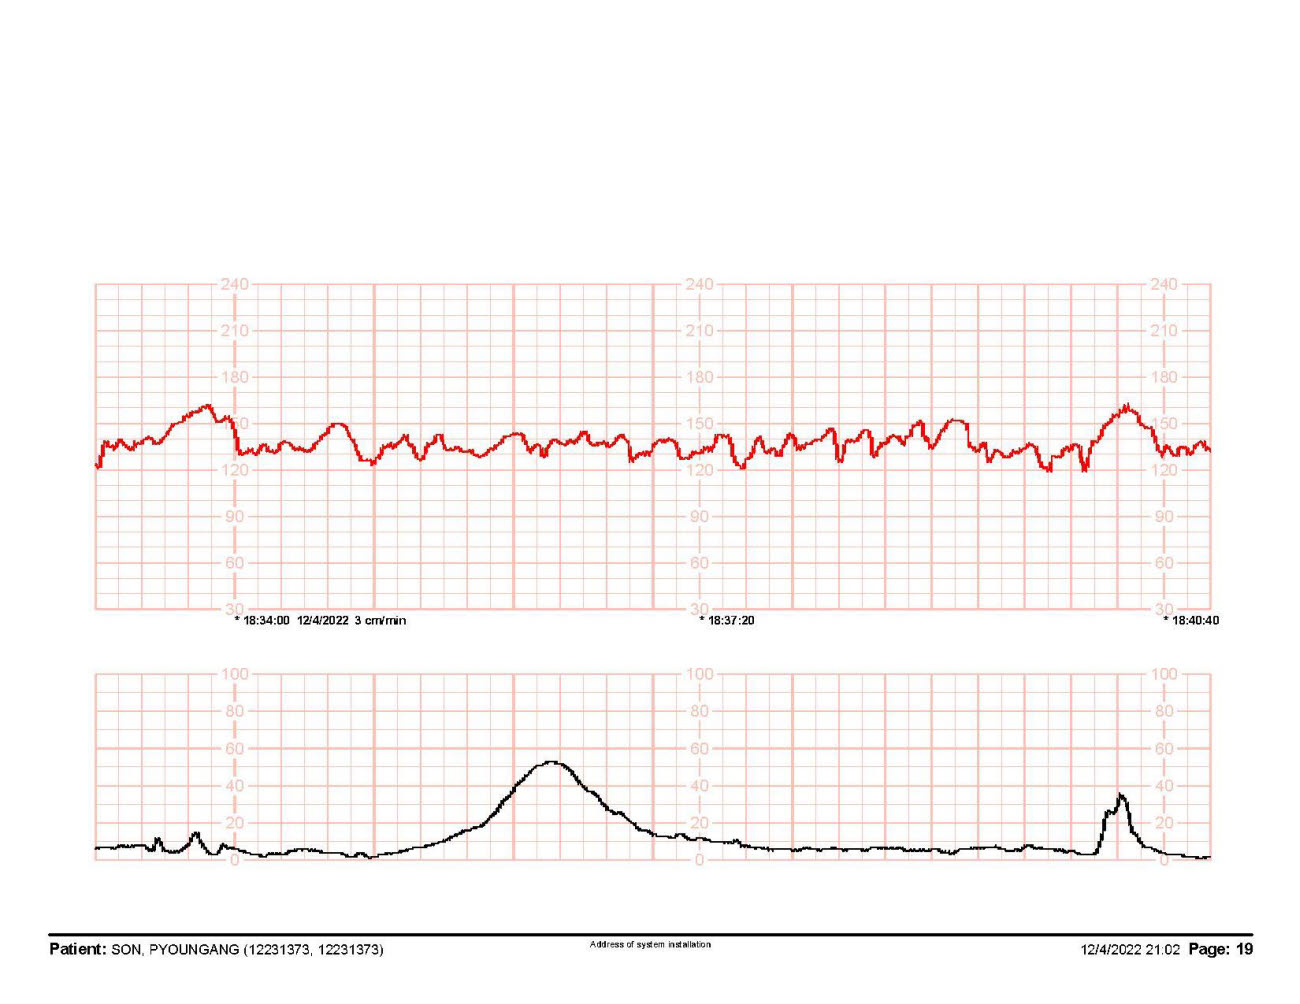 240 240 240
210 210 210
180 180 180
150 150 150
120 120 120
90 90 90
60 60 60
30 30 30
* 18:34:00 12/4/2022 3 cm/min * 18:37:20 * 18:40:40
100 100 100
80 80 80
60 60 60
40 40 40
20 20 20
0 0 0
Patient: SON, PYOUNGANG (12231373, 12231373) Address of system installation 12/4/2022 21:02 Page: 19